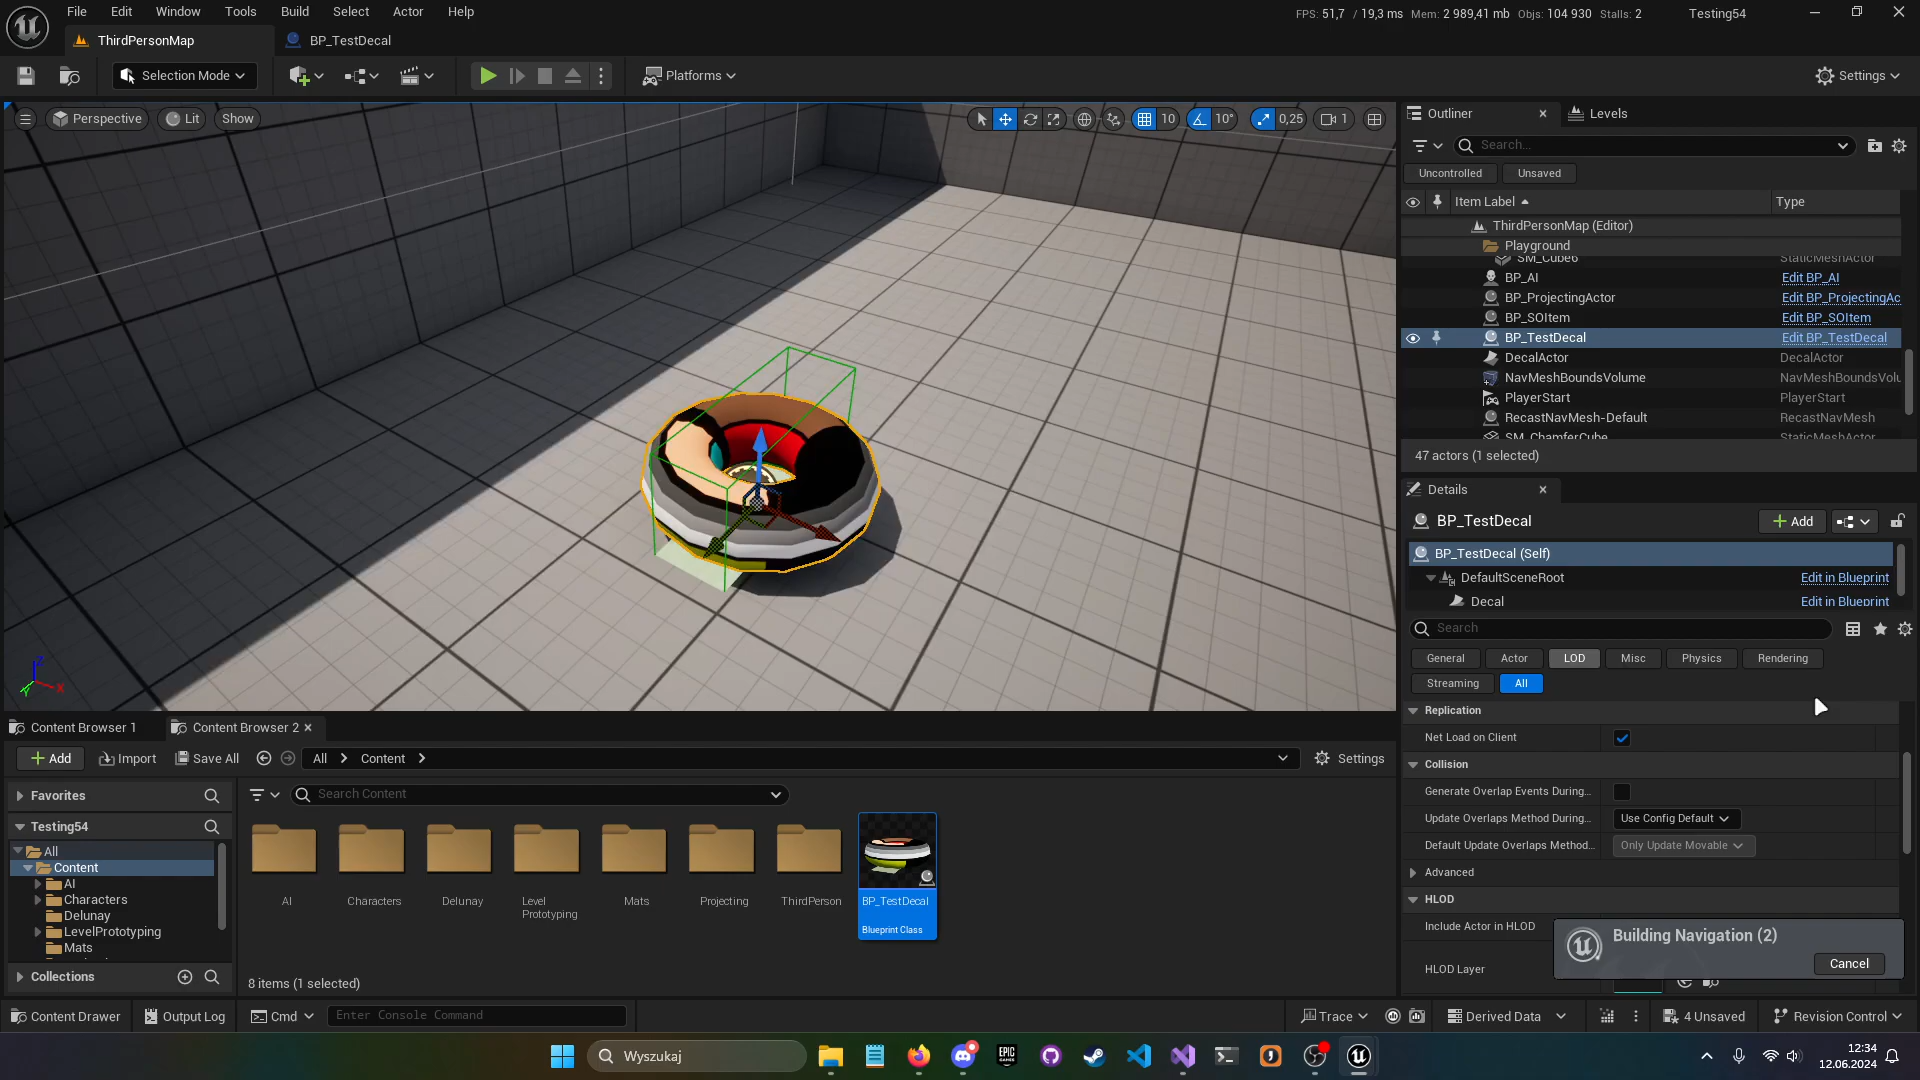 File Edit Window Tools Build Select Actor Help
FPS: 51,7 / 19,3 ms Mem: 2 989,41 mb Objs: 104 930 Stalls: 2
Testing54
ThirdPersonMap
BP_TestDecal
Selection Mode
Platforms
Settings
Perspective Lit Show
10 10° 0,25 1
Outliner Levels
Search...
Uncontrolled Unsaved
Item Label Type
ThirdPersonMap (Editor)
Playground
SM_Cube6 StaticMeshActor
BP_AI Edit BP_AI
BP_ProjectingActor Edit BP_ProjectingAc
BP_SOItem Edit BP_SOItem
BP_TestDecal Edit BP_TestDecal
DecalActor DecalActor
NavMeshBoundsVolume NavMeshBoundsVolu
PlayerStart PlayerStart
RecastNavMesh-Default RecastNavMesh
SM_ChamferCube StaticMeshActor
47 actors (1 selected)
Details
BP_TestDecal
Add
BP_TestDecal (Self)
DefaultSceneRoot Edit in Blueprint
Decal Edit in Blueprint
Search
General Actor LOD Misc Physics Rendering
Streaming All
Replication
Net Load on Client
Collision
Generate Overlap Events During...
Update Overlaps Method During... Use Config Default
Default Update Overlaps Method... Only Update Movable
Advanced
HLOD
Include Actor in HLOD
HLOD Layer
Building Navigation (2)
Cancel
Content Browser 1 Content Browser 2
Add Import Save All All Content Settings
Favorites
Search Content
Testing54
All
Content
AI
Characters
Delunay
LevelPrototyping
Mats
Collections
AI
Characters
Delunay
Level
Prototyping
Mats
Projecting
ThirdPerson
BP_TestDecal
Blueprint Class
8 items (1 selected)
Content Drawer Output Log Cmd Enter Console Command Trace Derived Data 4 Unsaved Revision Control
Wyszukaj
EPIC
GAMES
12:34
12.06.2024